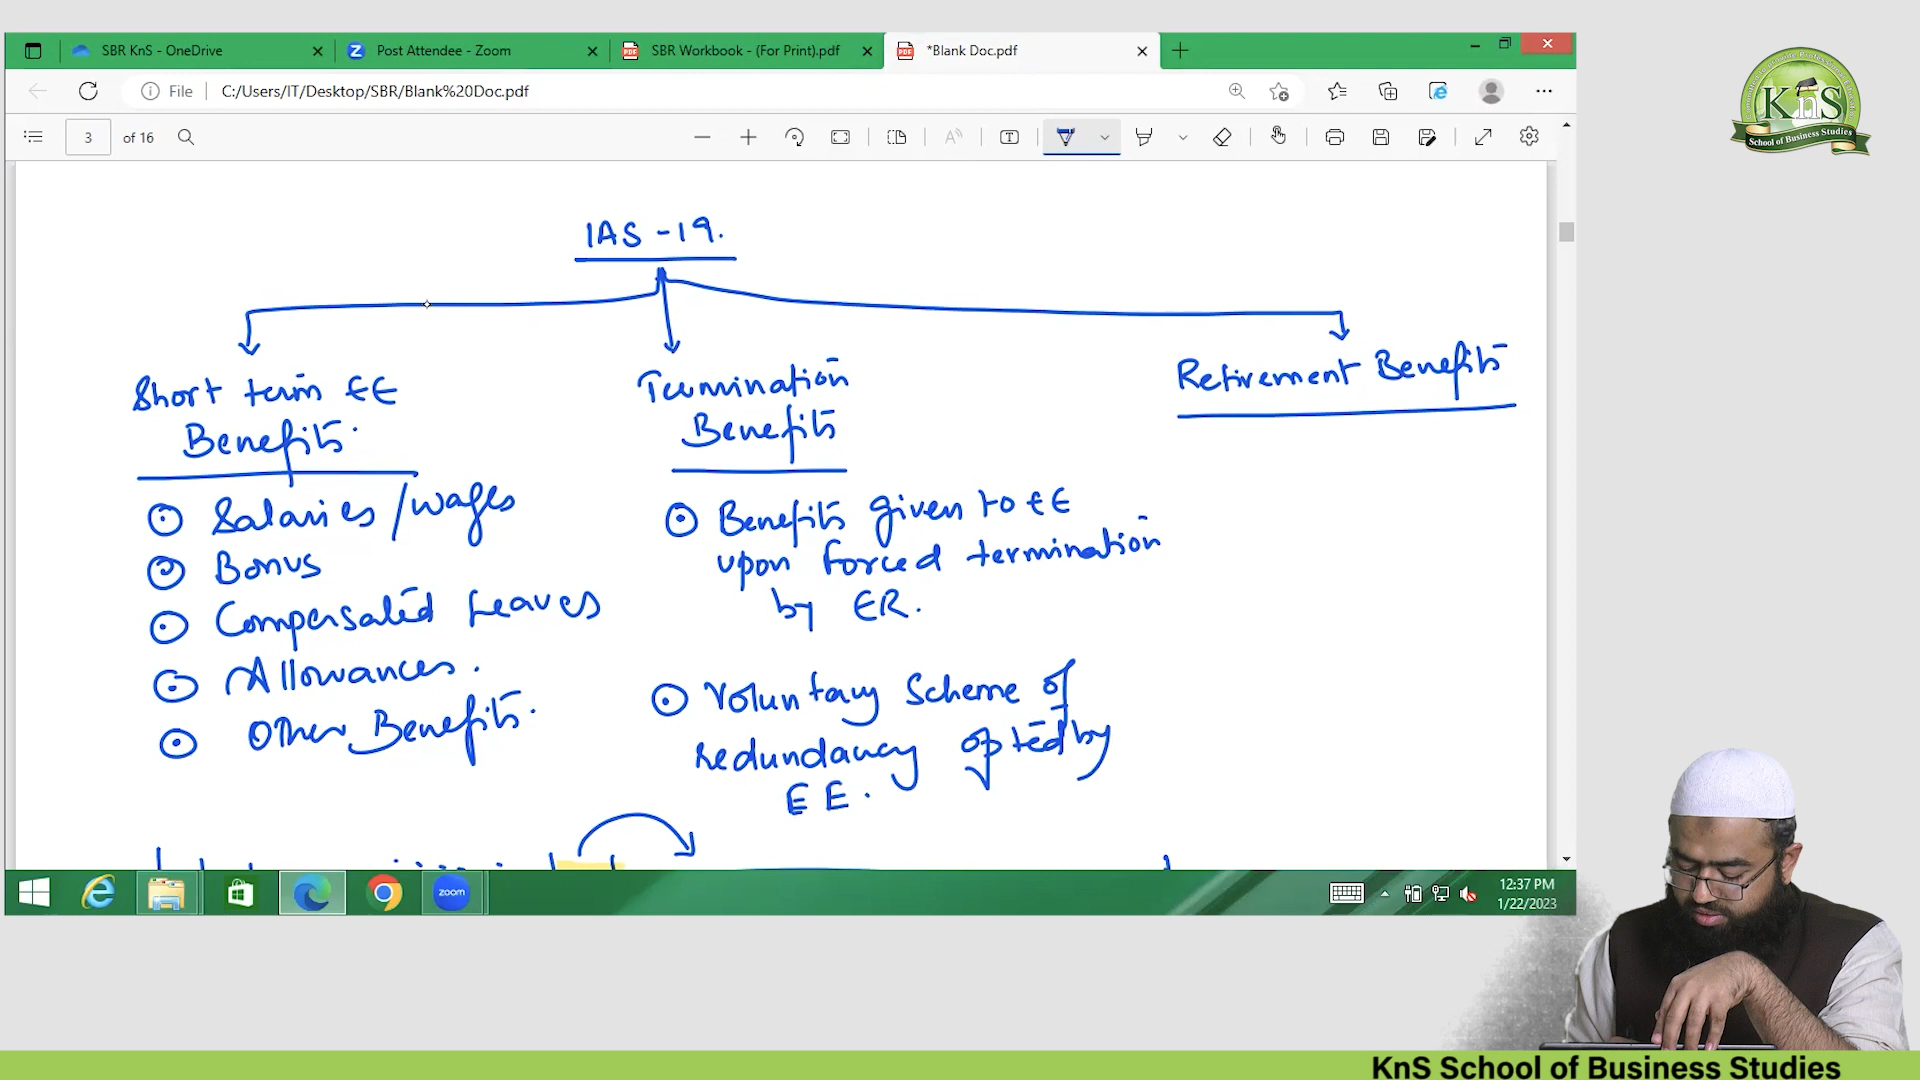 SBR KnS - OneDrive
Post Attendee - Zoom
SBR Workbook - (For Print).pdf
*Blank Doc.pdf
File
C:/Users/IT/Desktop/SBR/Blank%20Doc.pdf
3 of 16
IAS - 19.
Short term EE
Benefits.
Salaries / wages
Bonus
Compensated Leaves
Allowances.
Other Benefits.
Termination
Benefits
Benefits given to EE
upon forced termination
by ER.
Voluntary Scheme of
redundancy opted by
EE.
Retirement Benefits
zoom
12:37 PM
1/22/2023
KnS
School of Business Studies
KnS School of Business Studies